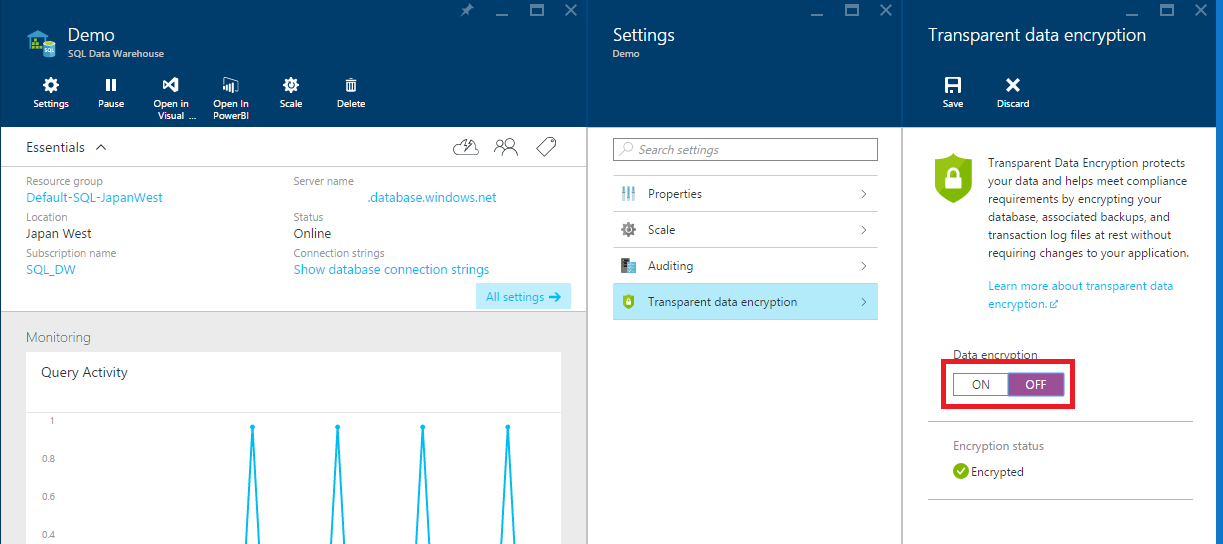 Demo
SQL Data Warehouse
Settings
Pause
Open in
Visual ...
Open In
PowerBI
Scale
Delete
Essentials
Resource group
Default-SQL-JapanWest
Server name
.database.windows.net
Location
Japan West
Status
Online
Subscription name
SQL_DW
Connection strings
Show database connection strings
All settings
Monitoring
Query Activity
1
0.8
0.6
0.4
Settings
Demo
Search settings
Properties
Scale
Auditing
Transparent data encryption
Transparent data encryption
Save
Discard
Transparent Data Encryption protects
your data and helps meet compliance
requirements by encrypting your
database, associated backups, and
transaction log files at rest without
requiring changes to your application.
Learn more about transparent data
encryption.
Data encryption
ON
OFF
Encryption status
Encrypted